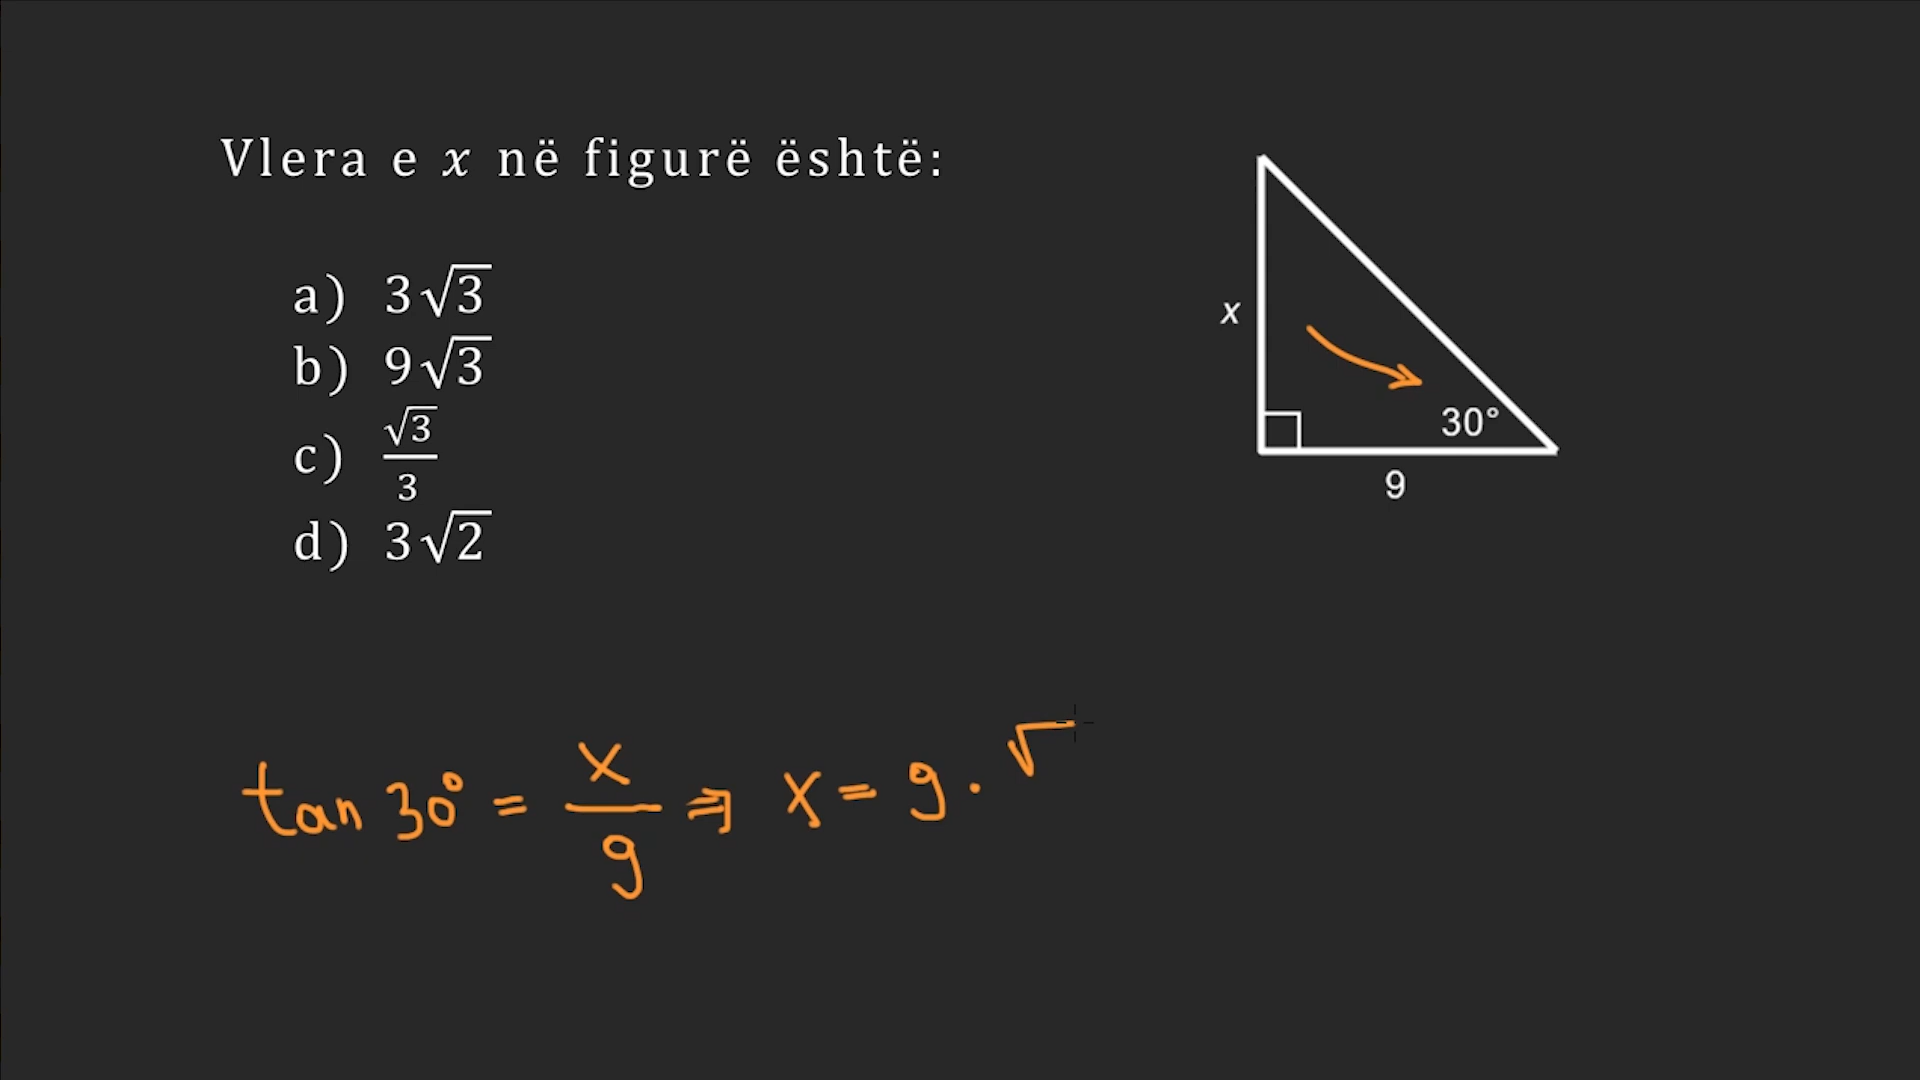 Vlera e x në figurë është:
a) 3√3
b) 9√3
c) √3/3
d) 3√2
x
30°
9
tan 30° = x/9 ⇒ x = 9 · √